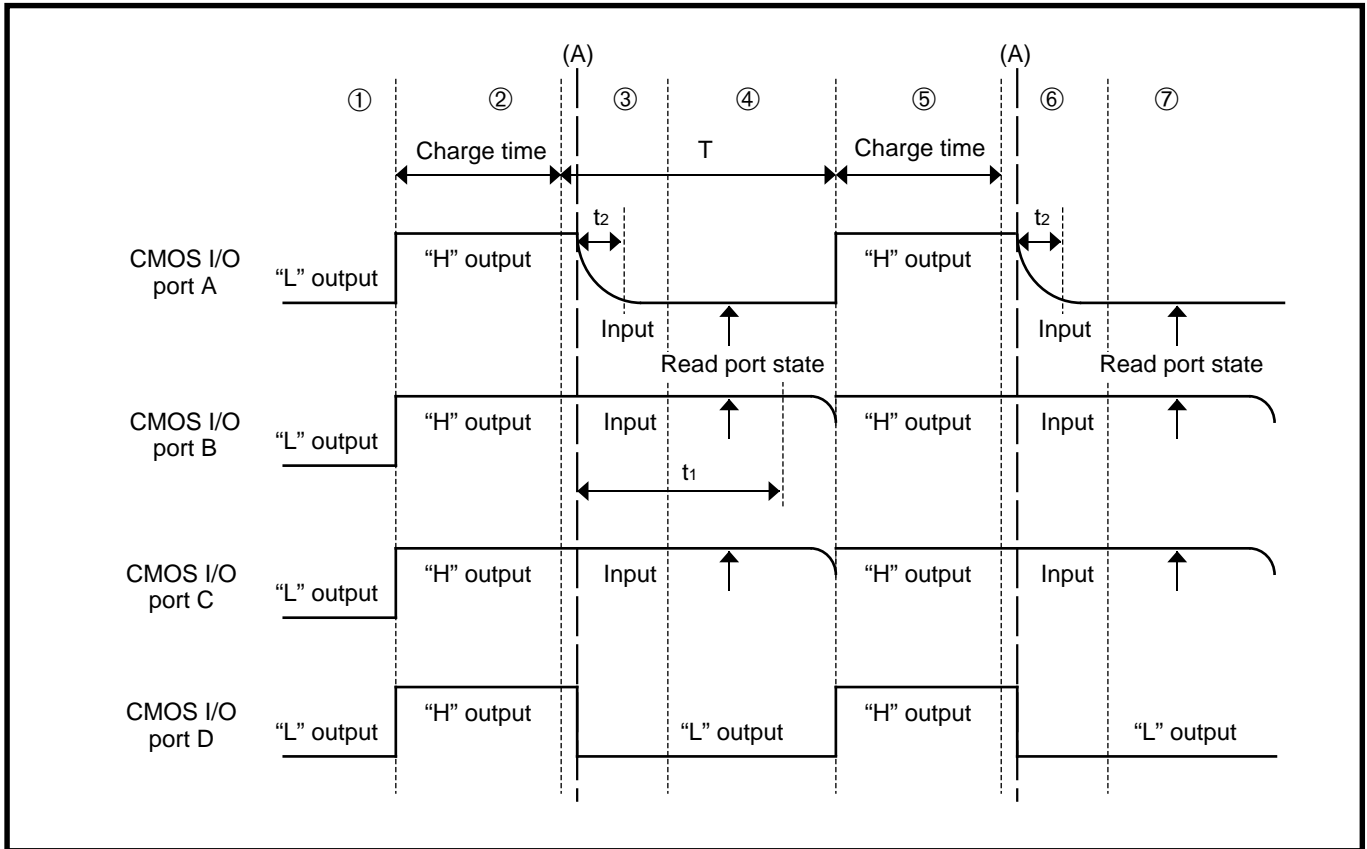 (A) (A)
① ② ③ ④ ⑤ ⑥ ⑦
Charge time T Charge time
t2 t2
CMOS I/O
port A
“L” output “H” output “H” output
Input Input
Read port state Read port state
CMOS I/O
port B
“L” output “H” output Input “H” output Input
t1
CMOS I/O
port C
“L” output “H” output Input “H” output Input
CMOS I/O
port D
“L” output “H” output “L” output “H” output “L” output